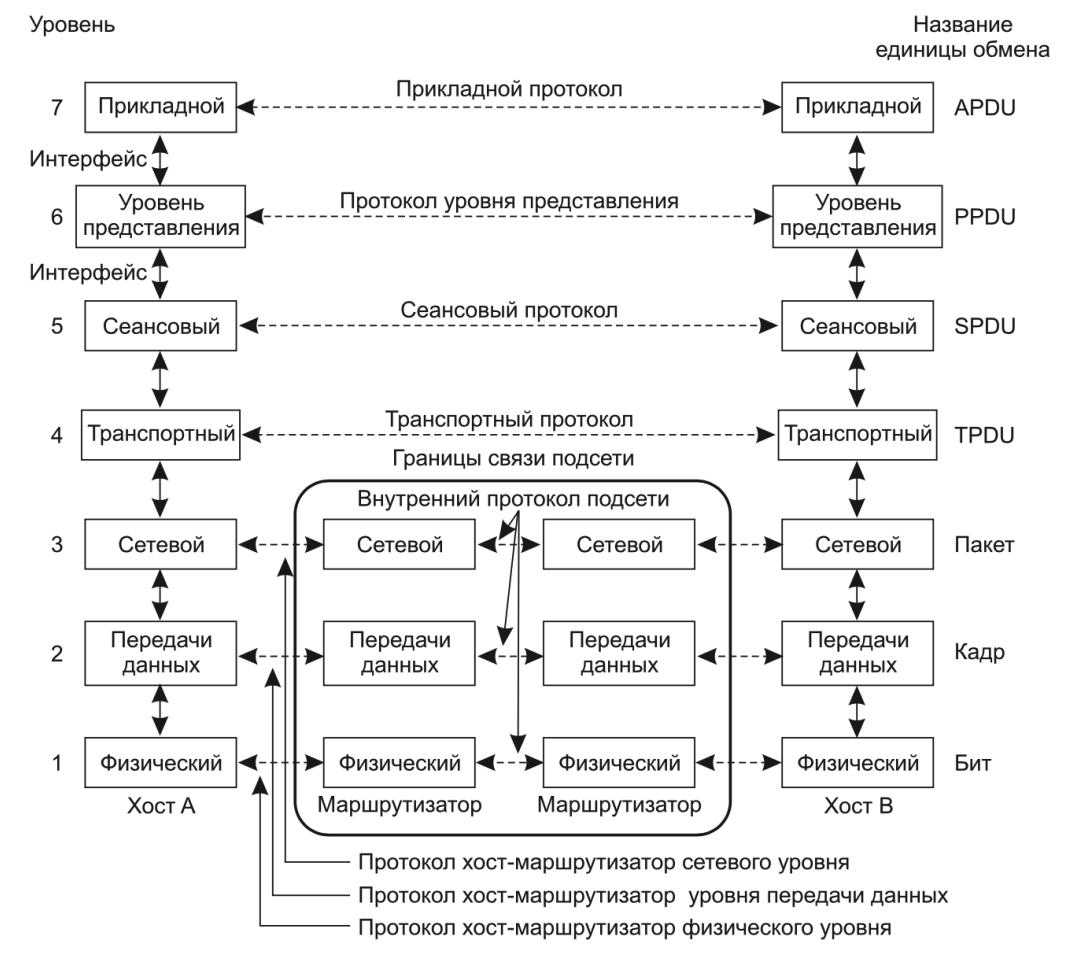 Уровень
Название
единицы обмена
Прикладной протокол
7
Прикладной
Прикладной
APDU
Интерфейс
6
Уровень
представления
Протокол уровня представления
Уровень
представления
PPDU
Интерфейс
5
Сеансовый
Сеансовый протокол
Сеансовый
SPDU
4
Транспортный
Транспортный протокол
Транспортный
TPDU
Границы связи подсети
Внутренний протокол подсети
3
Сетевой
Сетевой
Сетевой
Сетевой
Пакет
2
Передачи
данных
Передачи
данных
Передачи
данных
Передачи
данных
Кадр
1
Физический
Физический
Физический
Физический
Бит
Хост A
Маршрутизатор
Маршрутизатор
Хост B
Протокол хост-маршрутизатор сетевого уровня
Протокол хост-маршрутизатор уровня передачи данных
Протокол хост-маршрутизатор физического уровня